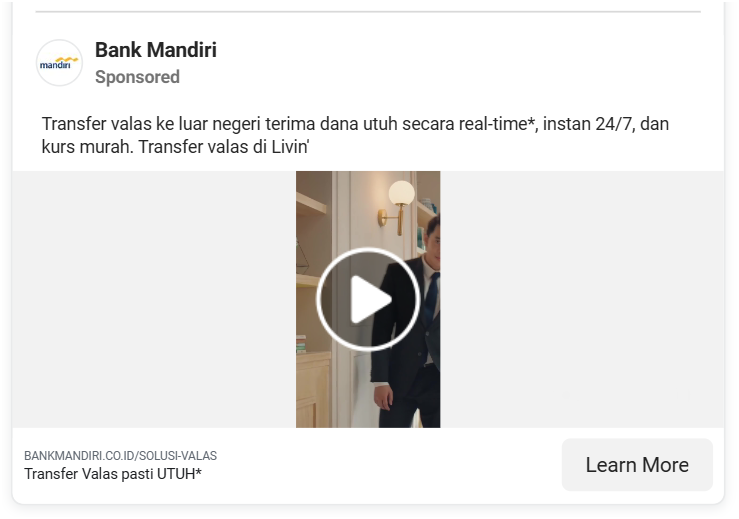 mandiri
Bank Mandiri
Sponsored
Transfer valas ke luar negeri terima dana utuh secara real-time*, instan 24/7, dan
kurs murah. Transfer valas di Livin'
BANKMANDIRI.CO.ID/SOLUSI-VALAS
Transfer Valas pasti UTUH*
Learn More